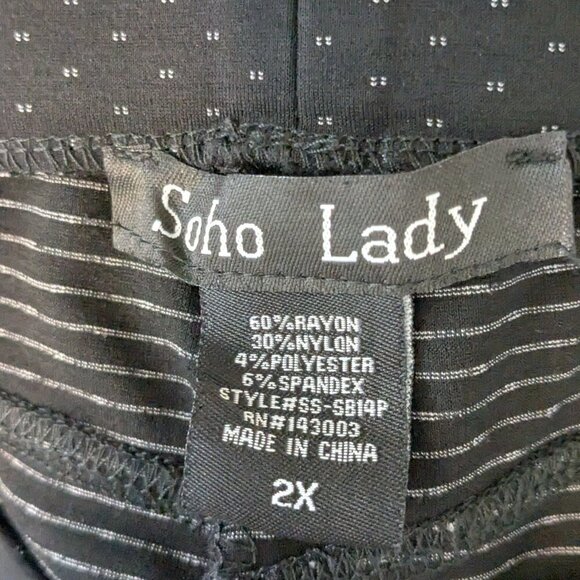 Soho Lady
60%RAYON
30%NYLON
4%POLYESTER
6%SPANDEX
STYLE#SS-SB14P
RN#143003
MADE IN CHINA
2X